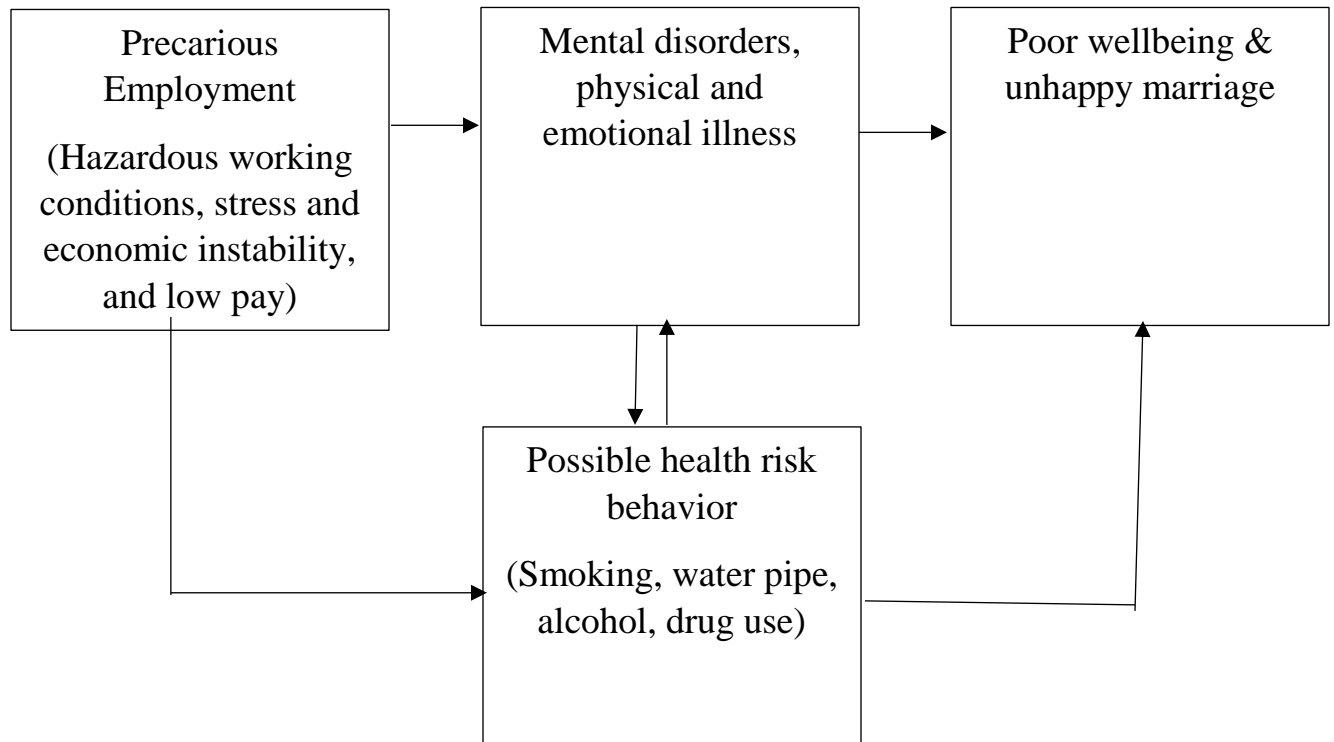 Precarious
Employment
(Hazardous working
conditions, stress and
economic instability,
and low pay)
Mental disorders,
physical and
emotional illness
Poor wellbeing &
unhappy marriage
Possible health risk
behavior
(Smoking, water pipe,
alcohol, drug use)